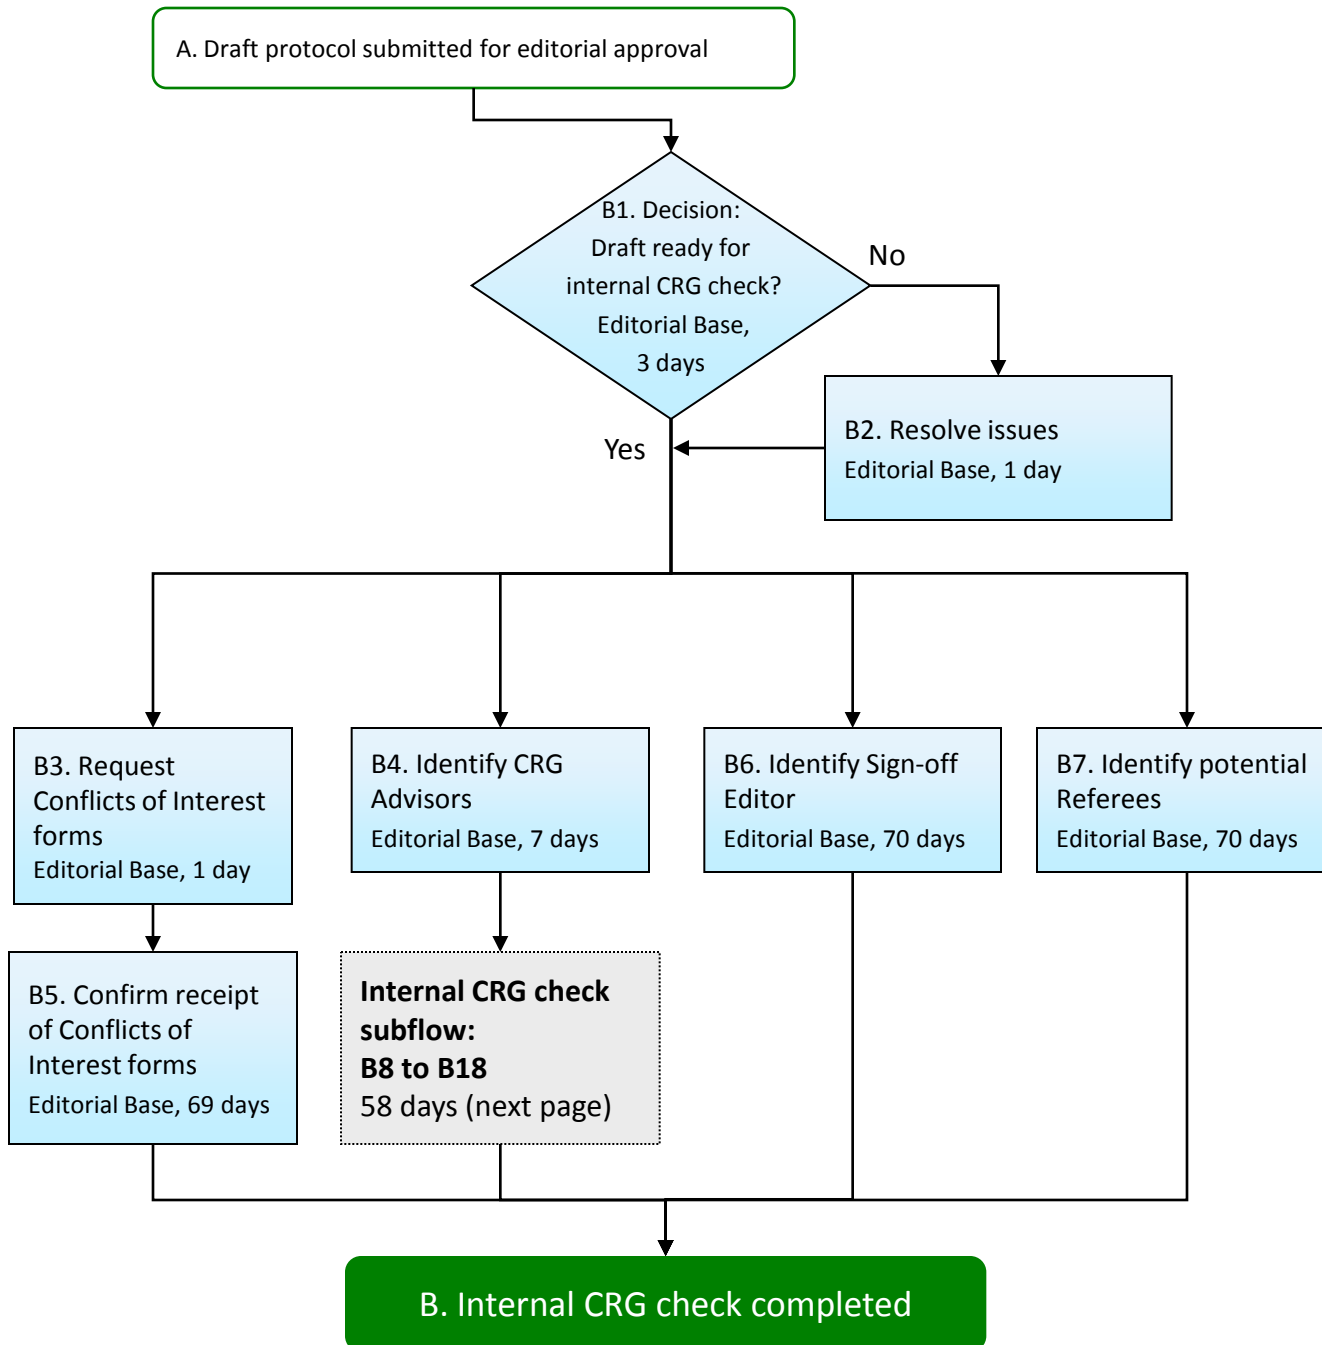 A. Draft protocol submitted for editorial approval
B1. Decision:
Draft ready for
internal CRG check?
Editorial Base,
3 days
No
B2. Resolve issues
Editorial Base, 1 day
Yes
B3. Request
Conflicts of Interest
forms
Editorial Base, 1 day
B4. Identify CRG
Advisors
Editorial Base, 7 days
B6. Identify Sign-off
Editor
Editorial Base, 70 days
B7. Identify potential
Referees
Editorial Base, 70 days
B5. Confirm receipt
of Conflicts of
Interest forms
Editorial Base, 69 days
Internal CRG check
subflow:
B8 to B18
58 days (next page)
B. Internal CRG check completed